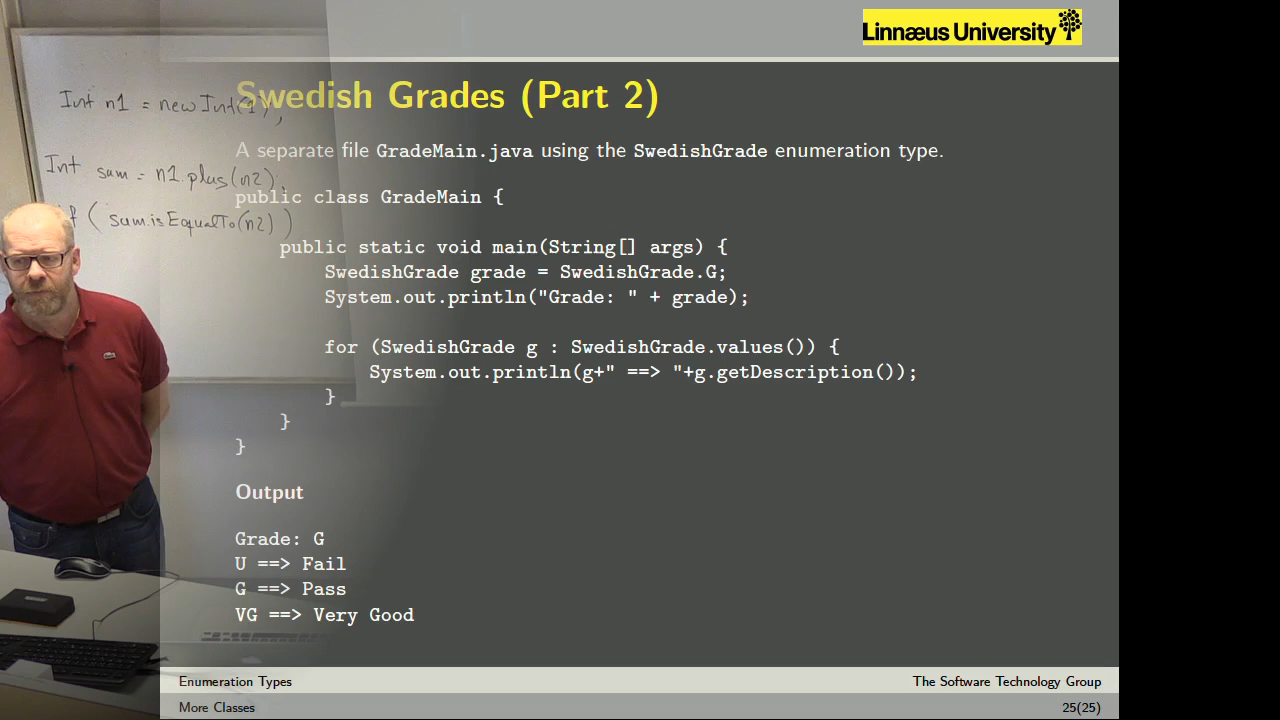 Linnæus University
Swedish Grades (Part 2)
A separate file GradeMain.java using the SwedishGrade enumeration type.
public class GradeMain {
public static void main(String[] args) {
SwedishGrade grade = SwedishGrade.G;
System.out.println("Grade: " + grade);
for (SwedishGrade g : SwedishGrade.values()) {
System.out.println(g+" ==> "+g.getDescription());
}
}
}
Output
Grade: G
U ==> Fail
G ==> Pass
VG ==> Very Good
Int n1 = new Int(1);
Int sum = n1.plus(n2);
if ( sum.isEqualTo(n2) )
Enumeration Types
The Software Technology Group
More Classes
25(25)